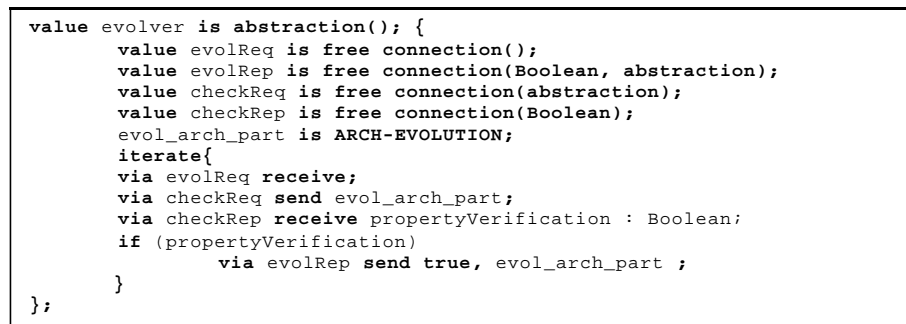 value evolver is abstraction(); {
value evolReq is free connection();
value evolRep is free connection(Boolean, abstraction);
value checkReq is free connection(abstraction);
value checkRep is free connection(Boolean);
evol_arch_part is ARCH-EVOLUTION;
iterate{
via evolReq receive;
via checkReq send evol_arch_part;
via checkRep receive propertyVerification : Boolean;
if (propertyVerification)
via evolRep send true, evol_arch_part ;
}
};